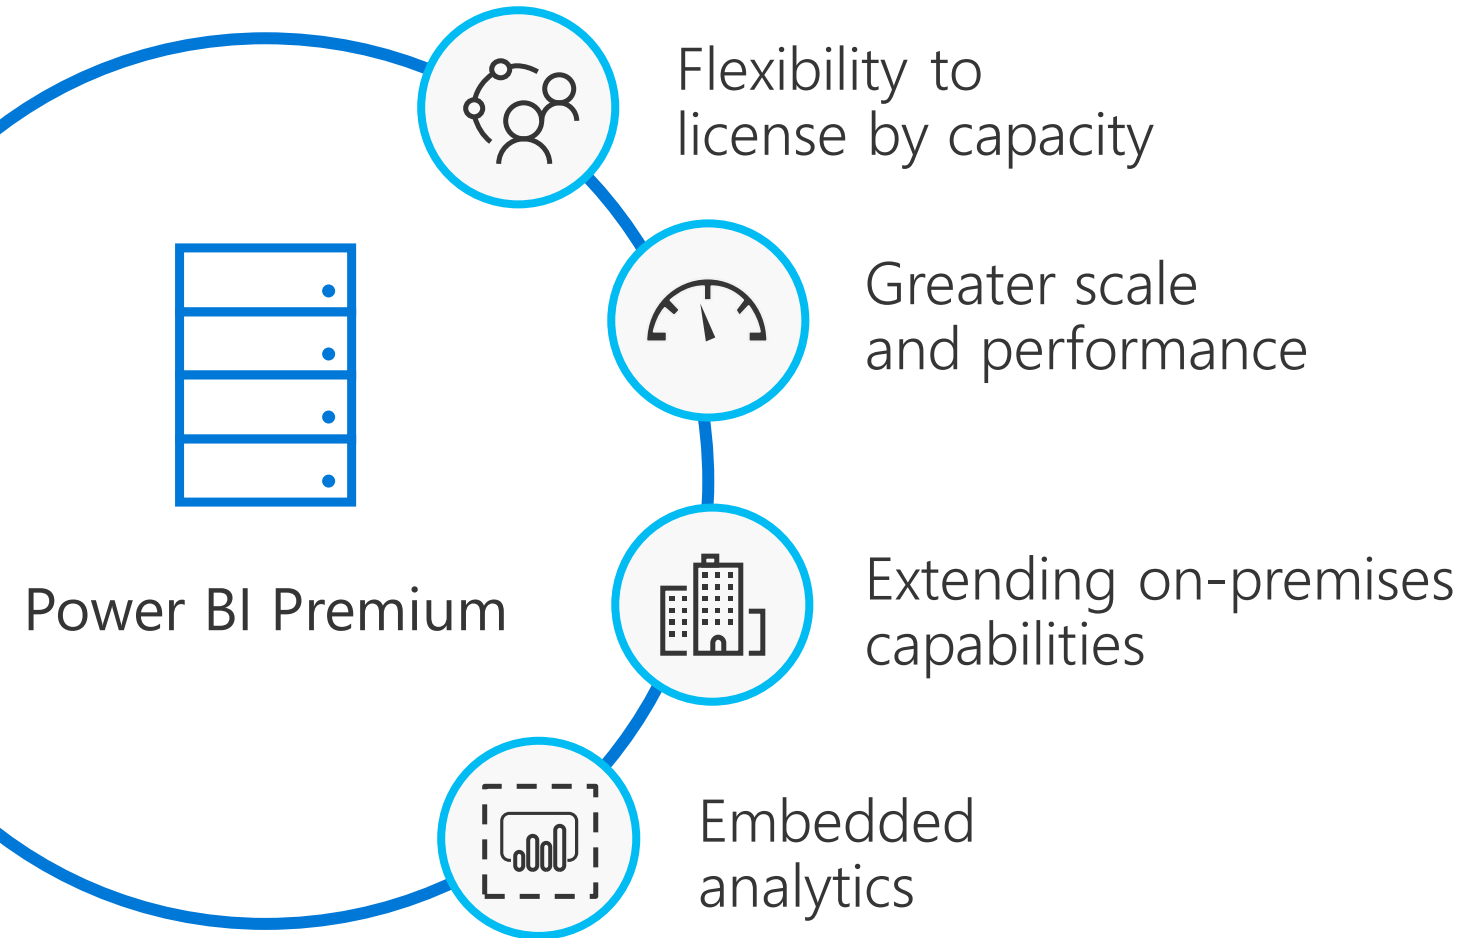 Flexibility to
license by capacity
Greater scale
and performance
Power BI Premium
Extending on-premises
capabilities
Embedded
analytics